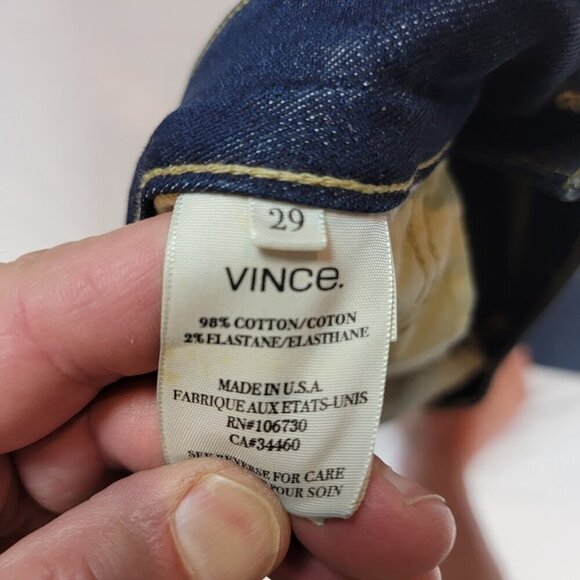 29
VINCe.
98% COTTON/COTON
2% ELASTANE/ELASTHANE
MADE IN U.S.A.
FABRIQUE AUX ETATS-UNIS
RN#106730
CA#34460
SEE REVERSE FOR CARE
POUR SOIN